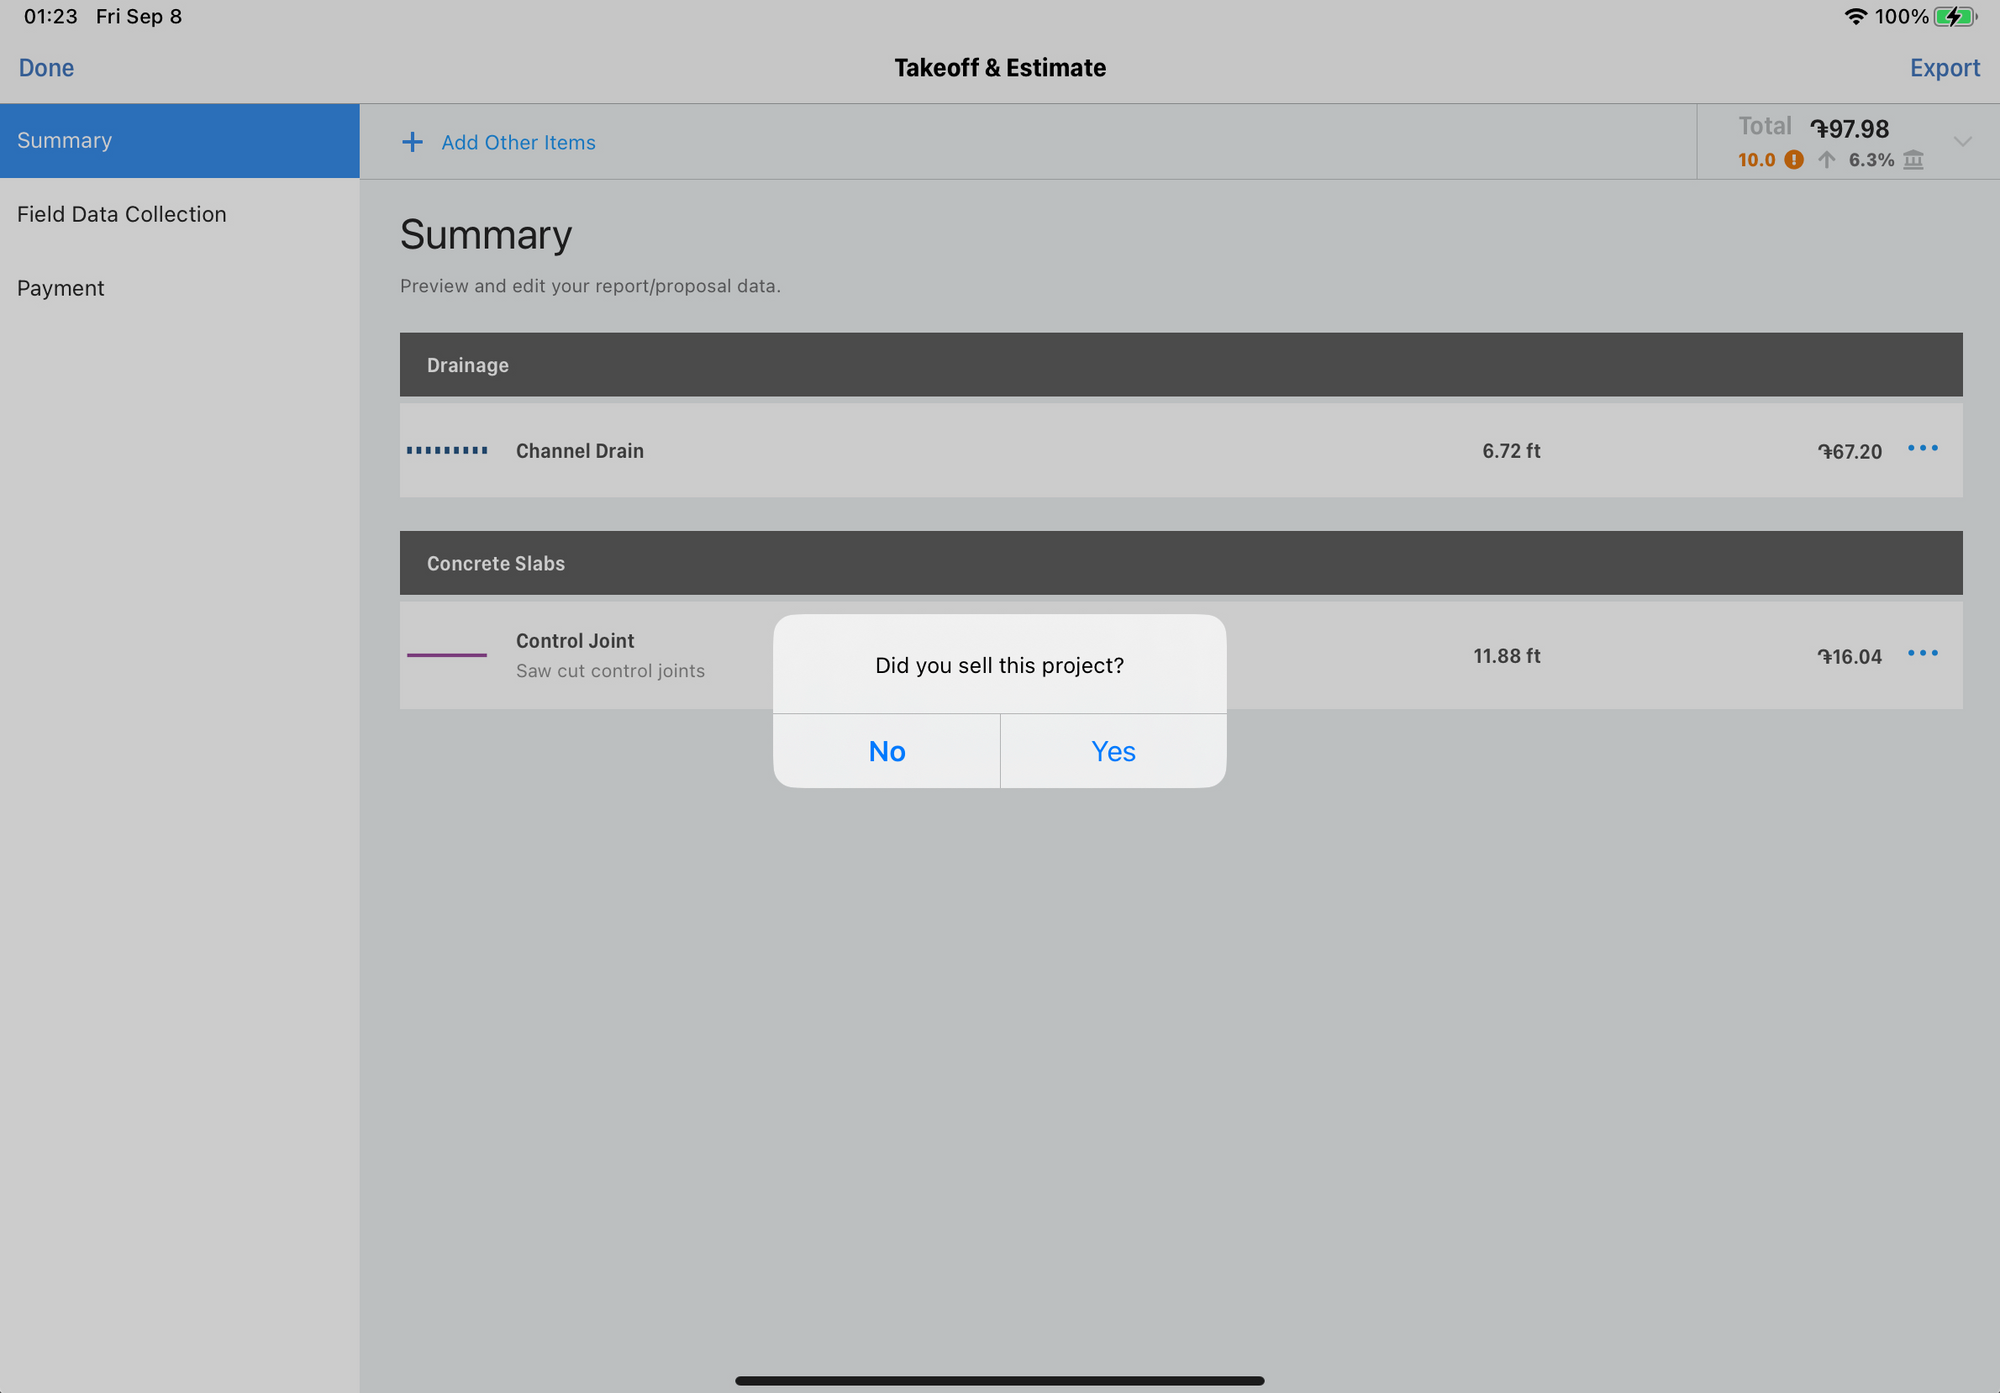 01:23 Fri Sep 8
100%
Done
Takeoff & Estimate
Export
Summary
Field Data Collection
Payment
Add Other Items
Total ֏97.98
10.0 6.3%
Summary
Preview and edit your report/proposal data.
Drainage
Channel Drain 6.72 ft ֏67.20
Concrete Slabs
Control Joint
Saw cut control joints
11.88 ft ֏16.04
Did you sell this project?
No Yes